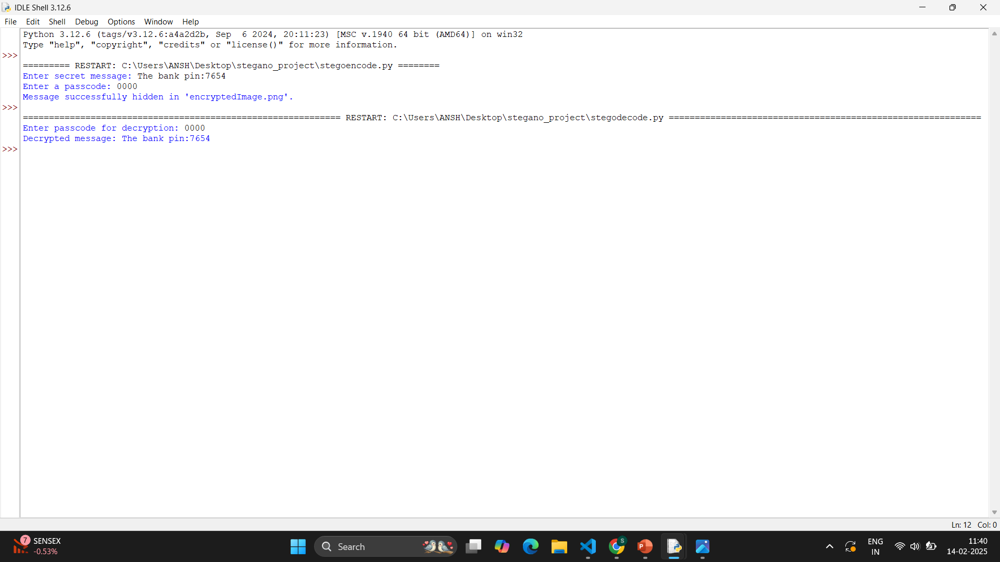 IDLE Shell 3.12.6
File Edit Shell Debug Options Window Help
Python 3.12.6 (tags/v3.12.6:a4a2d2b, Sep  6 2024, 20:11:23) [MSC v.1940 64 bit (AMD64)] on win32
Type "help", "copyright", "credits" or "license()" for more information.
>>>
========= RESTART: C:\Users\ANSH\Desktop\stegano_project\stegoencode.py ========
Enter secret message: The bank pin:7654
Enter a passcode: 0000
Message successfully hidden in 'encryptedImage.png'.
>>>
============================================================= RESTART: C:\Users\ANSH\Desktop\stegano_project\stegodecode.py ============================================================
Enter passcode for decryption: 0000
Decrypted message: The bank pin:7654
>>>
Ln: 12 Col: 0
7
SENSEX
-0.53%
Search
S
P
ENG
IN
11:40
14-02-2025